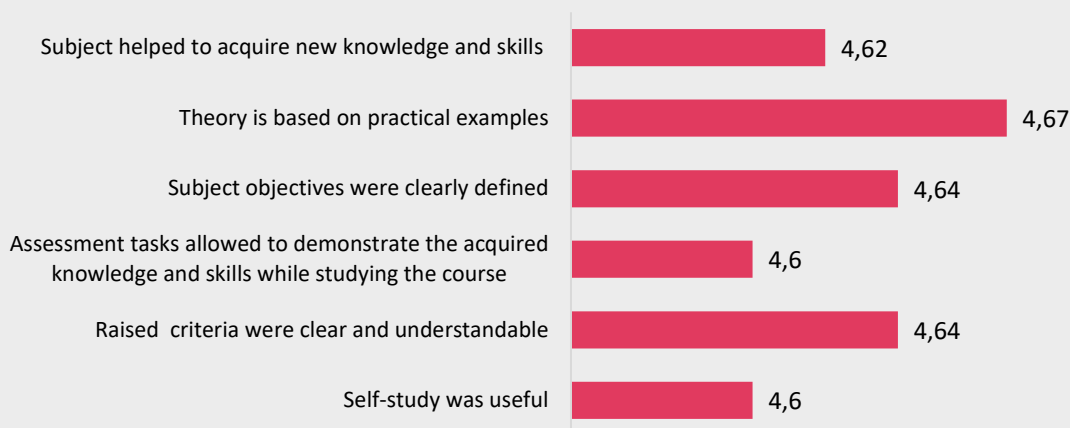 Subject helped to acquire new knowledge and skills
4,62
Theory is based on practical examples
4,67
Subject objectives were clearly defined
4,64
Assessment tasks allowed to demonstrate the acquired
knowledge and skills while studying the course
4,6
Raised criteria were clear and understandable
4,64
Self-study was useful
4,6